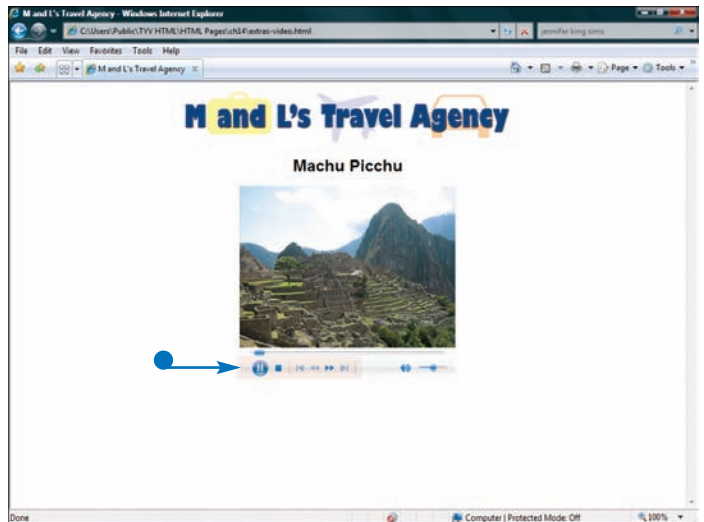 M and L's Travel Agency - Windows Internet Explorer
C:\Users\Public\TYV HTML\HTML Pages\ch14\extras-video.html
jennifer king sims
File Edit View Favorites Tools Help
M and L's Travel Agency
Page Tools
M and L's Travel Agency
Machu Picchu
Done
Computer | Protected Mode: Off
100%